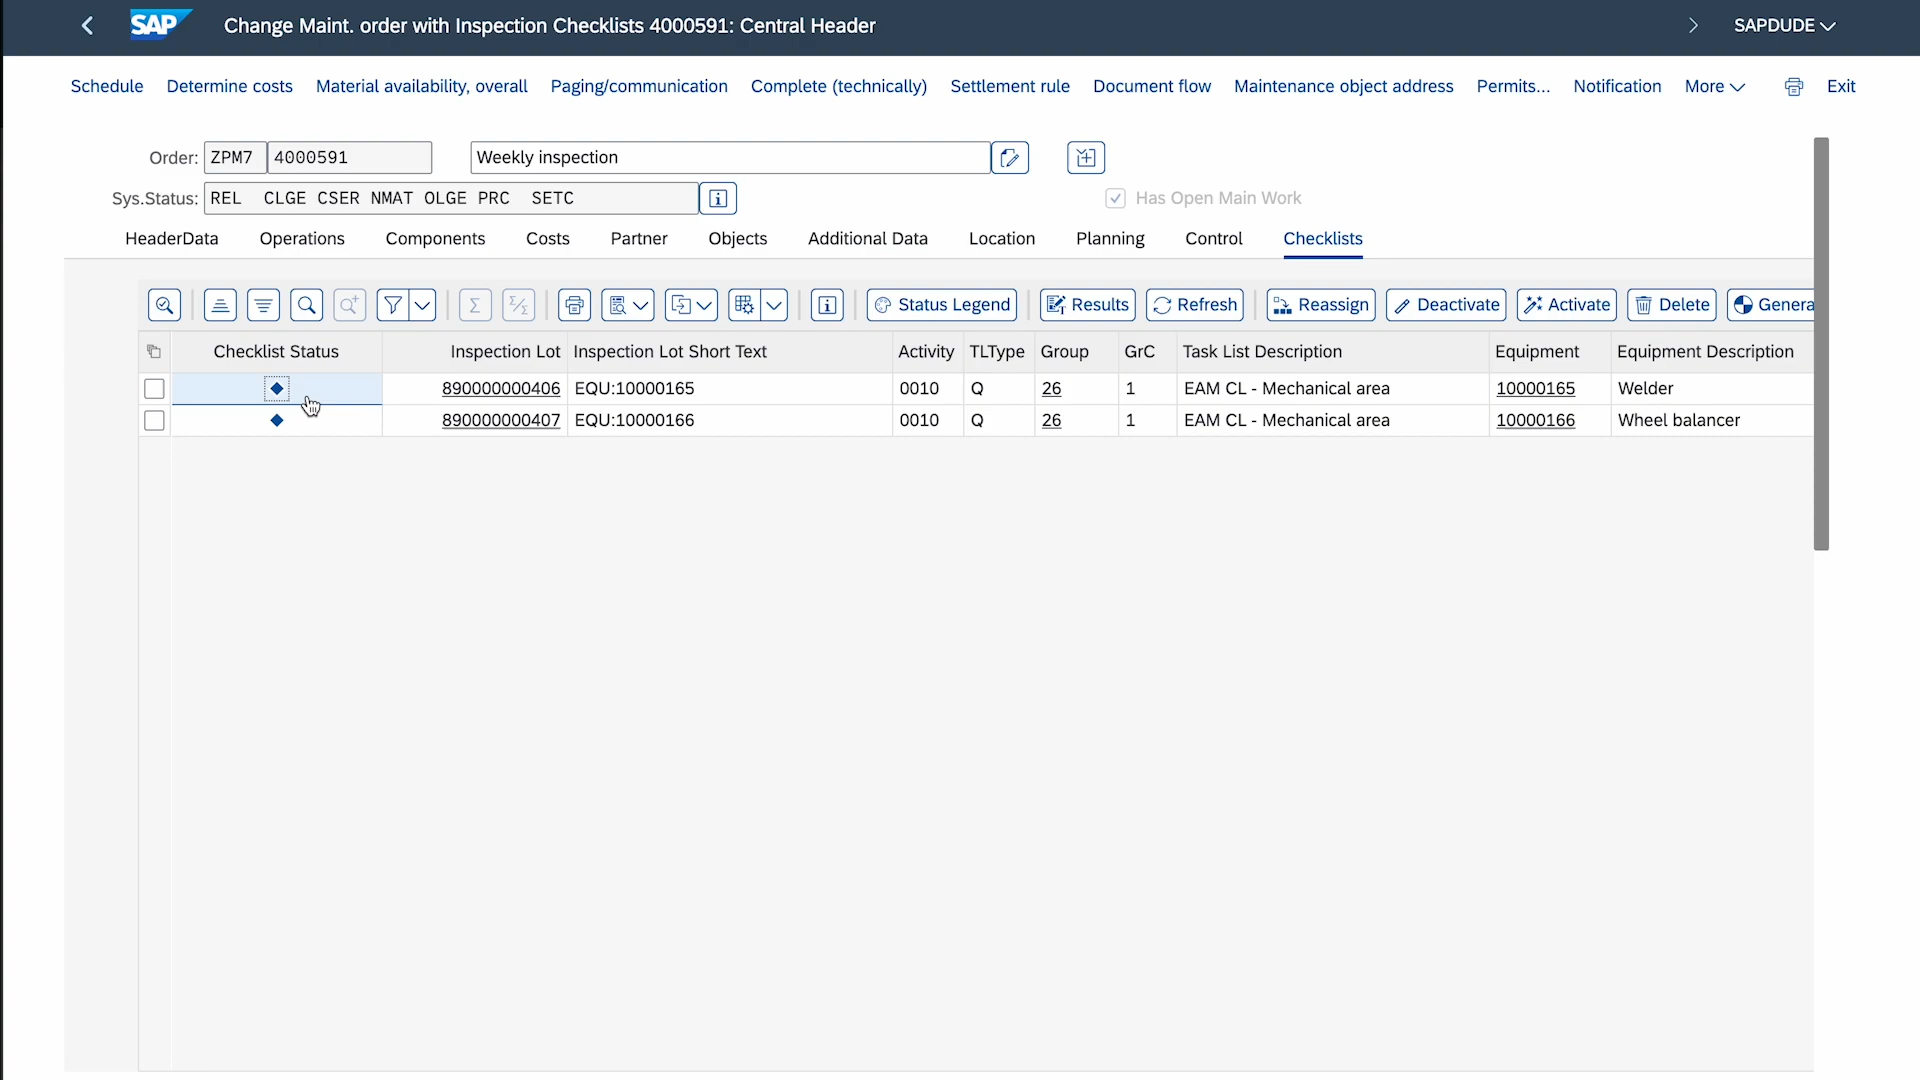 SAP Change Maint. order with Inspection Checklists 4000591: Central Header SAPDUDE
Schedule Determine costs Material availability, overall Paging/communication Complete (technically) Settlement rule Document flow Maintenance object address Permits... Notification More Exit
Order: ZPM7 4000591 Weekly inspection
Sys.Status: REL CLGE CSER NMAT OLGE PRC SETC Has Open Main Work
HeaderData Operations Components Costs Partner Objects Additional Data Location Planning Control Checklists
Status Legend Results Refresh Reassign Deactivate Activate Delete Genera
Checklist Status Inspection Lot Inspection Lot Short Text Activity TLType Group GrC Task List Description Equipment Equipment Description
890000000406 EQU:10000165 0010 Q 26 1 EAM CL - Mechanical area 10000165 Welder
890000000407 EQU:10000166 0010 Q 26 1 EAM CL - Mechanical area 10000166 Wheel balancer